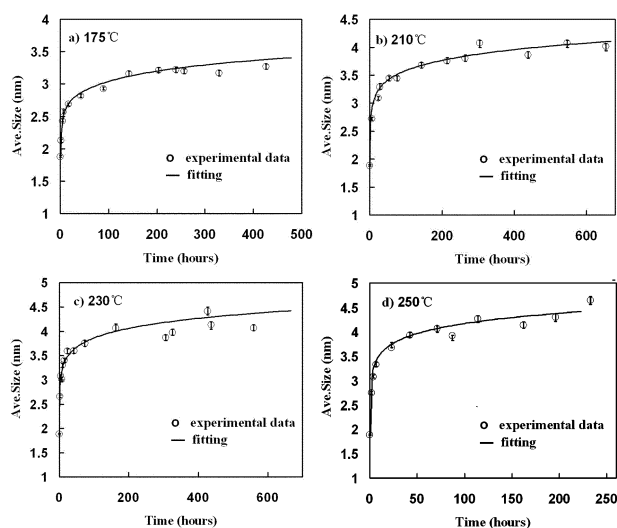 a) 175℃
Ave.Size (nm)
4
3.5
3
2.5
2
1.5
1
experimental data
fitting
0 100 200 300 400 500
Time (hours)
b) 210℃
Ave.Size (nm)
4.5
4
3.5
3
2.5
2
1.5
1
experimental data
fitting
0 200 400 600
Time (hours)
c) 230℃
Ave.Size (nm)
5
4.5
4
3.5
3
2.5
2
1.5
1
experimental data
fitting
0 200 400 600
Time (hours)
d) 250℃
Ave.Size (nm)
5
4.5
4
3.5
3
2.5
2
1.5
1
experimental data
fitting
0 50 100 150 200 250
Time (hours)